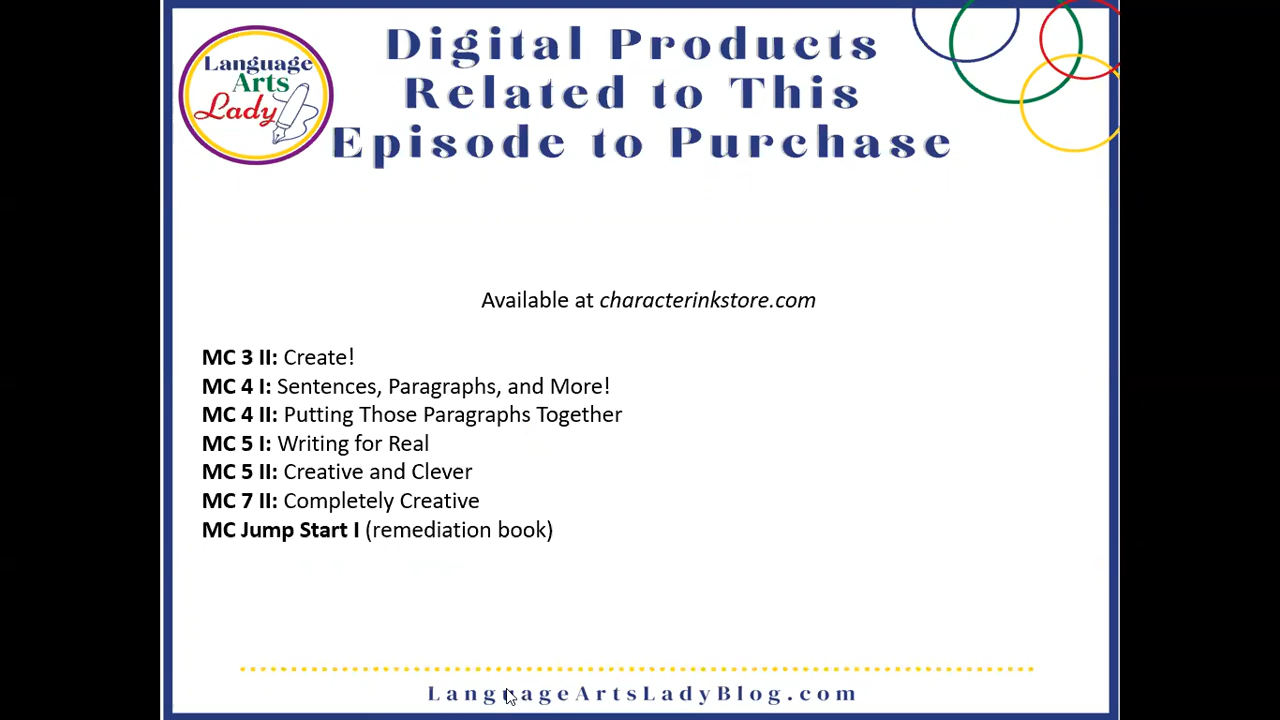 Language
Arts
Lady
Digital Products
Related to This
Episode to Purchase
Available at characterinkstore.com
MC 3 II: Create!
MC 4 I: Sentences, Paragraphs, and More!
MC 4 II: Putting Those Paragraphs Together
MC 5 I: Writing for Real
MC 5 II: Creative and Clever
MC 7 II: Completely Creative
MC Jump Start I (remediation book)
LanguageArtsLadyBlog.com